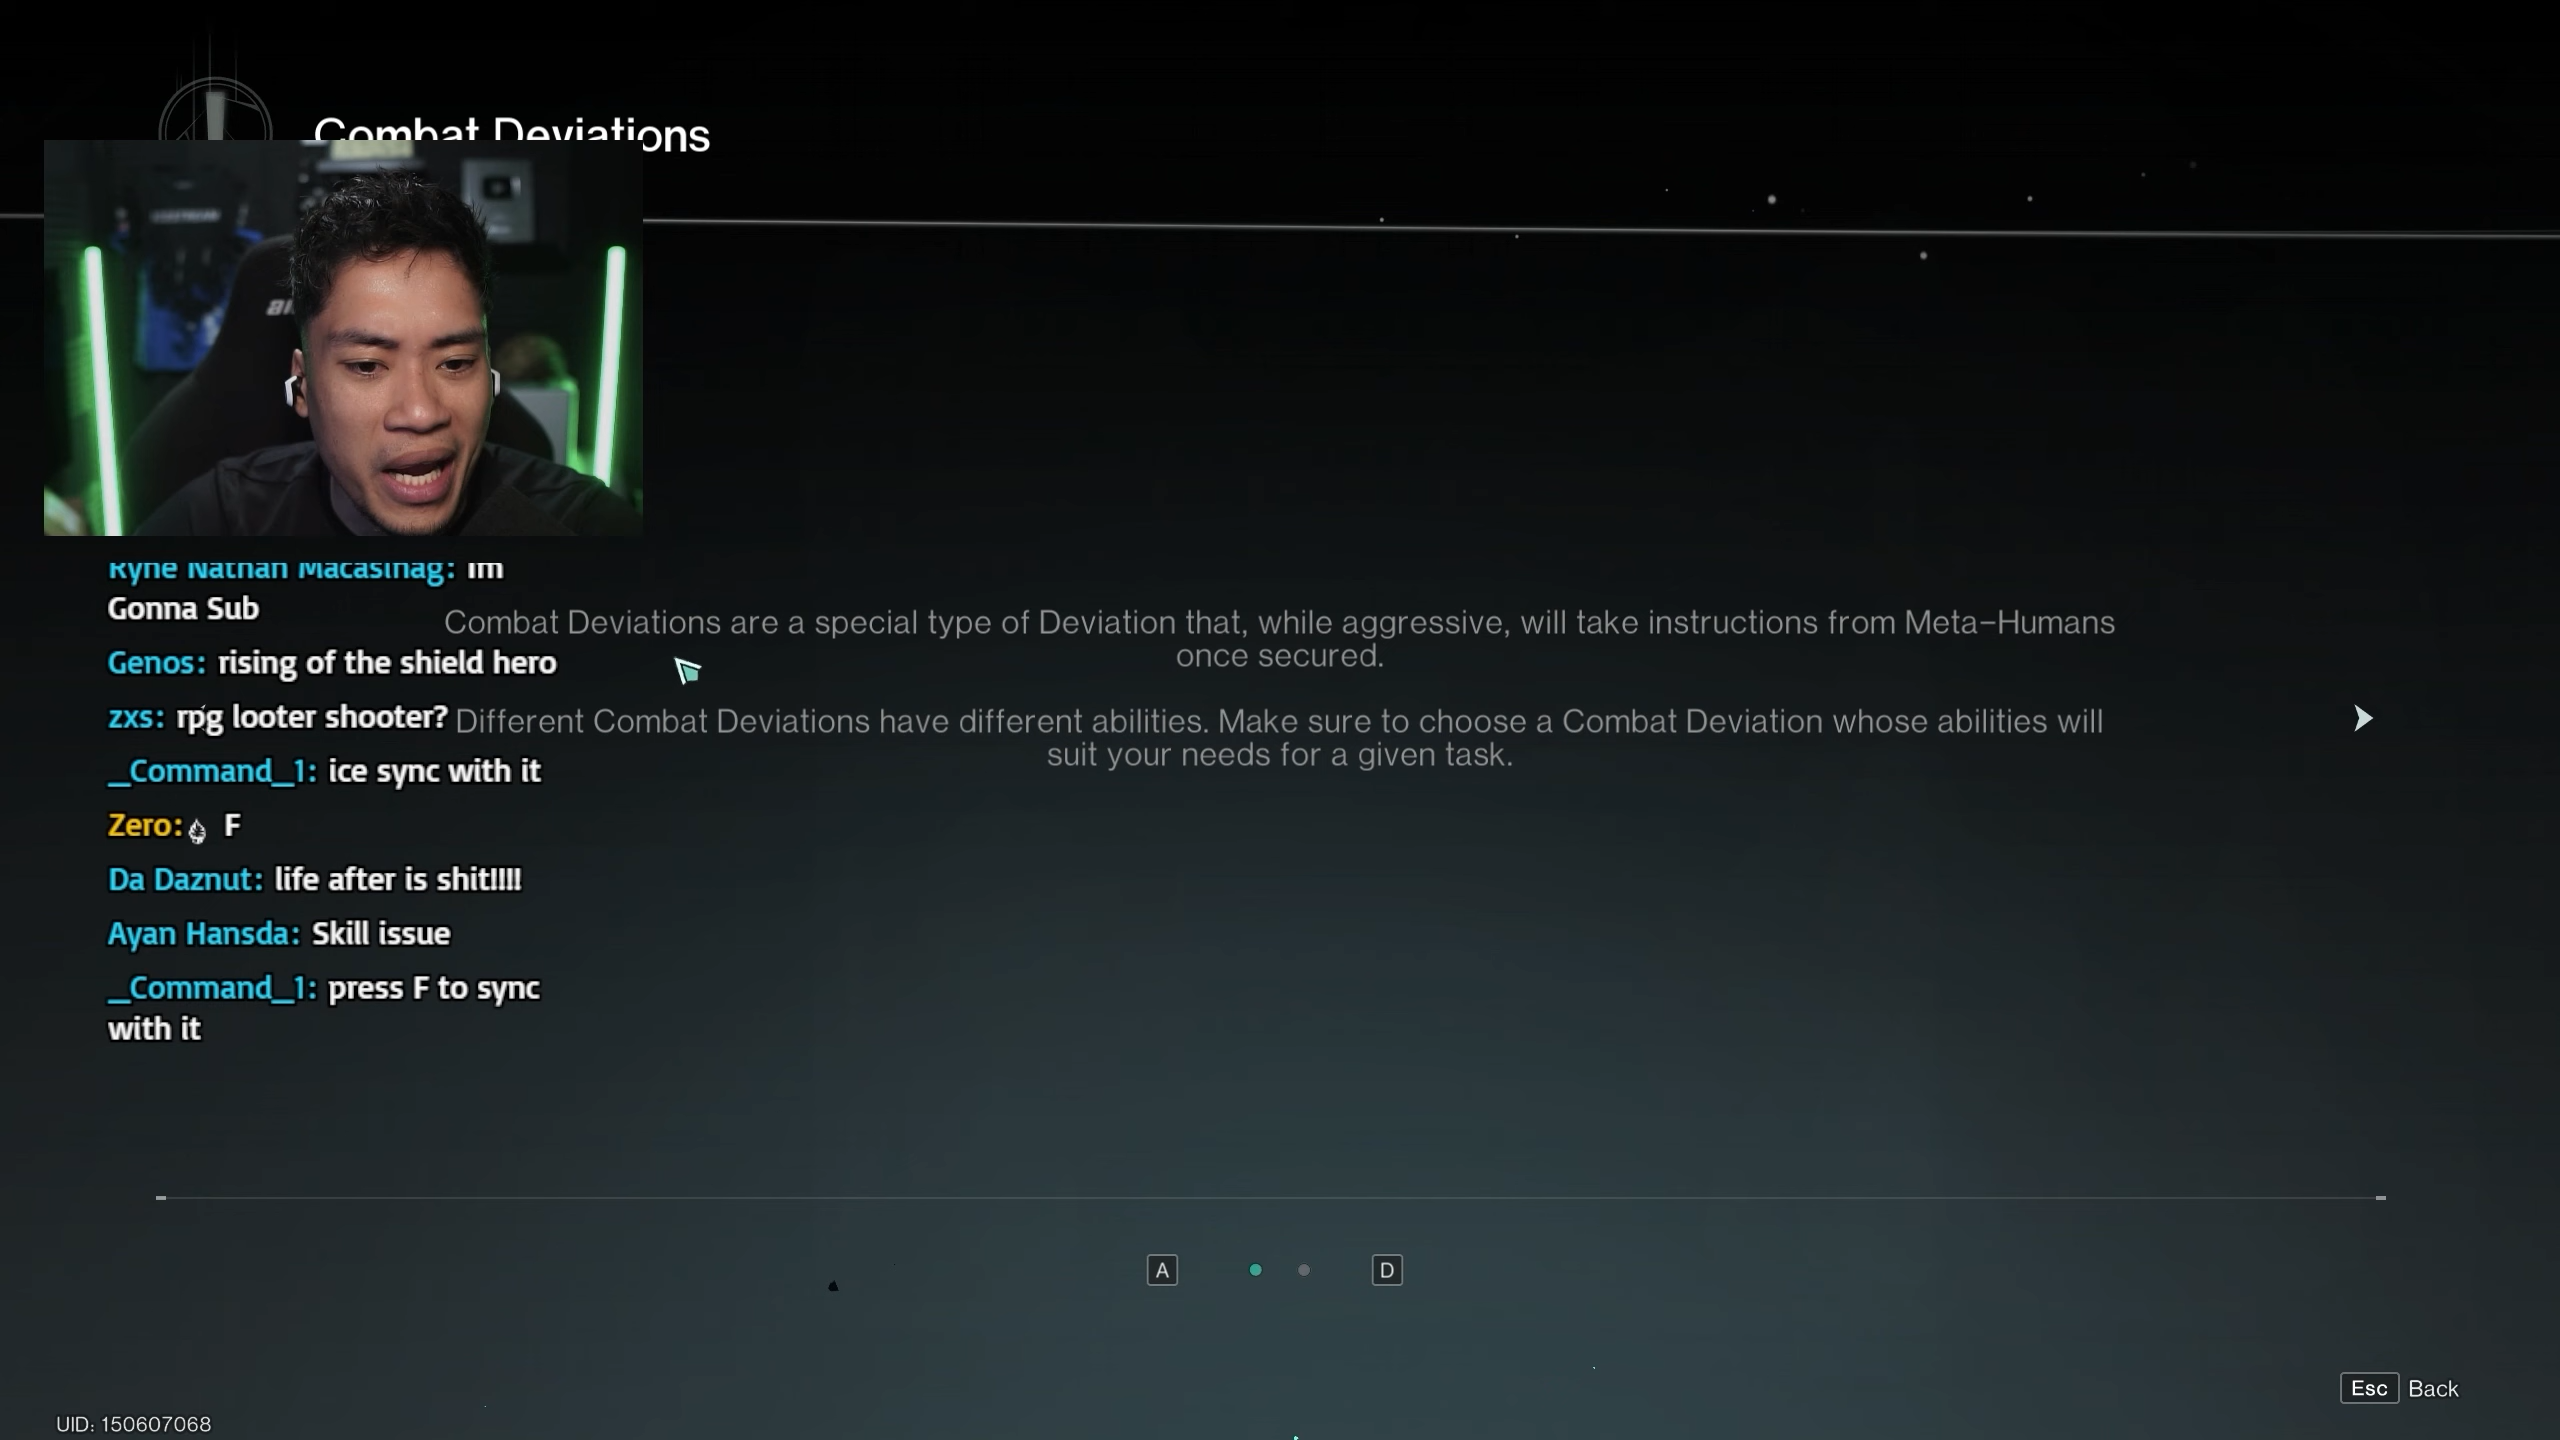 Combat Deviations
Ryne Nathan Macasinag: Im
Gonna Sub
Genos: rising of the shield hero
zxs: rpg looter shooter?
_Command_1: ice sync with it
Zero: F
Da Daznut: life after is shit!!!!
Ayan Hansda: Skill issue
_Command_1: press F to sync
with it
Combat Deviations are a special type of Deviation that, while aggressive, will take instructions from Meta-Humans
once secured.
Different Combat Deviations have different abilities. Make sure to choose a Combat Deviation whose abilities will
suit your needs for a given task.
A D
Esc Back
UID: 150607068